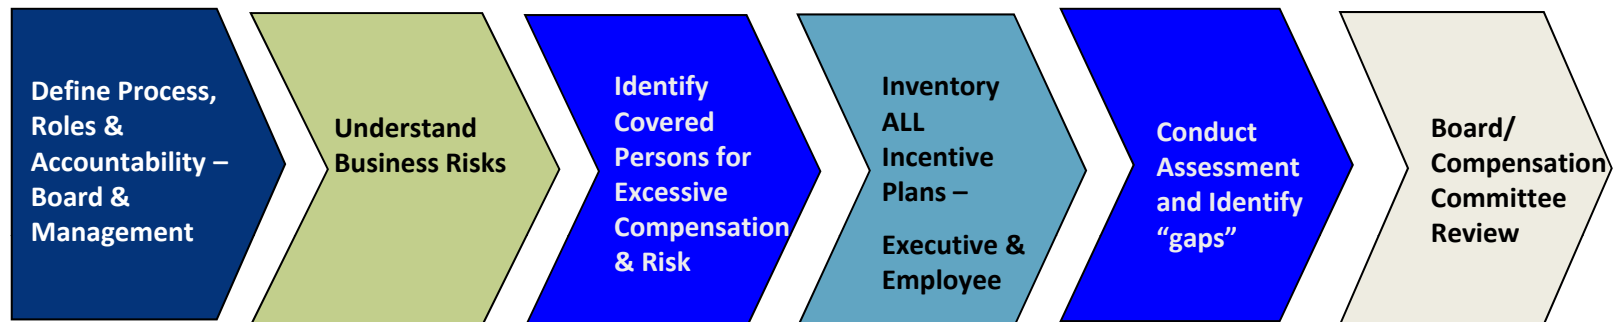 Define Process,
Roles &
Accountability –
Board &
Management
Understand
Business Risks
Identify
Covered
Persons for
Excessive
Compensation
& Risk
Inventory
ALL
Incentive
Plans –
Executive &
Employee
Conduct
Assessment
and Identify
“gaps”
Board/
Compensation
Committee
Review